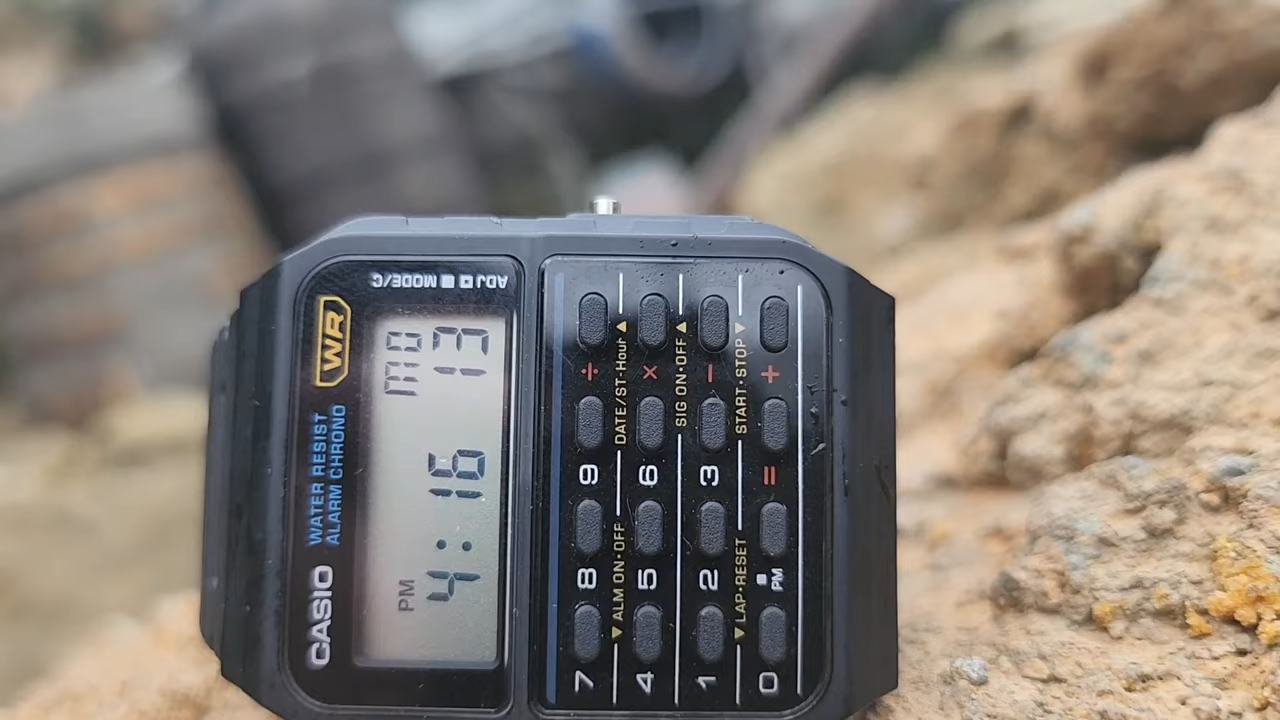 CASIO WATER RESIST WR
ALARM CHRONO
ADJ MODE/C
PM MO
4:16 13
7 8 9 ÷
▼ALM ON·OFF DATE/ST·Hour▲
4 5 6 ×
SIG ON·OFF▲
1 2 3 −
▼LAP·RESET START·STOP▼
0 ▪ PM = +